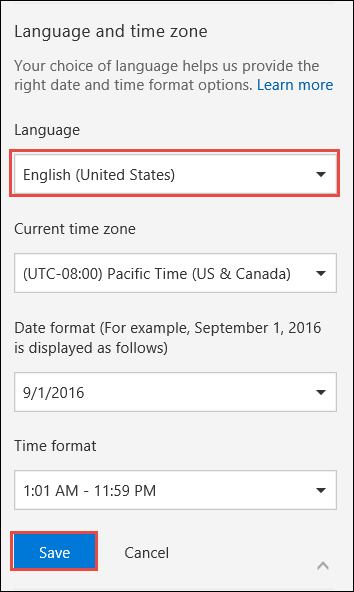 Language and time zone
Your choice of language helps us provide the
right date and time format options. Learn more
Language
English (United States)
Current time zone
(UTC-08:00) Pacific Time (US & Canada)
Date format (For example, September 1, 2016
is displayed as follows)
9/1/2016
Time format
1:01 AM - 11:59 PM
Save
Cancel